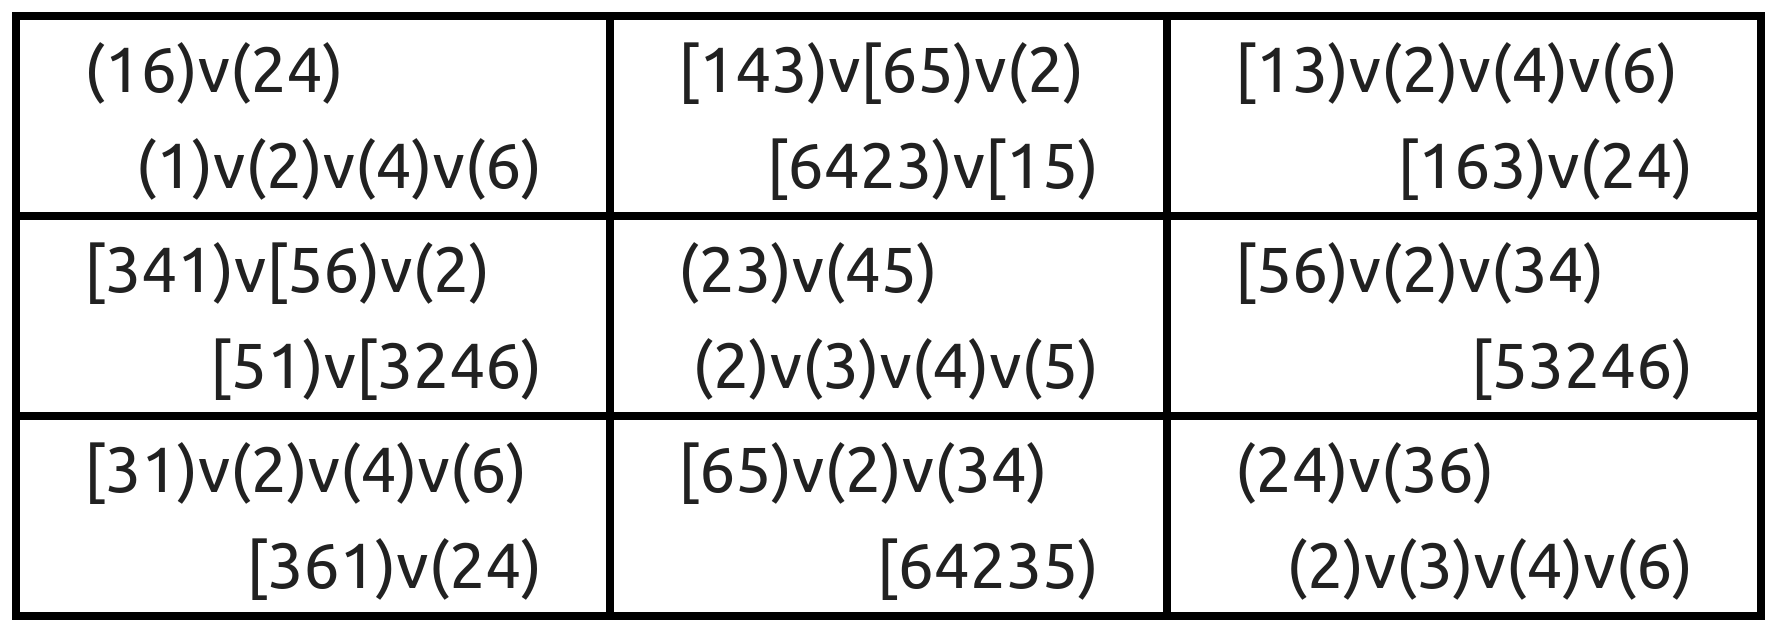 (16)v(24)
(1)v(2)v(4)v(6)
[143)v[65)v(2)
[6423)v[15)
[13)v(2)v(4)v(6)
[163)v(24)
[341)v[56)v(2)
[51)v[3246)
(23)v(45)
(2)v(3)v(4)v(5)
[56)v(2)v(34)
[53246)
[31)v(2)v(4)v(6)
[361)v(24)
[65)v(2)v(34)
[64235)
(24)v(36)
(2)v(3)v(4)v(6)